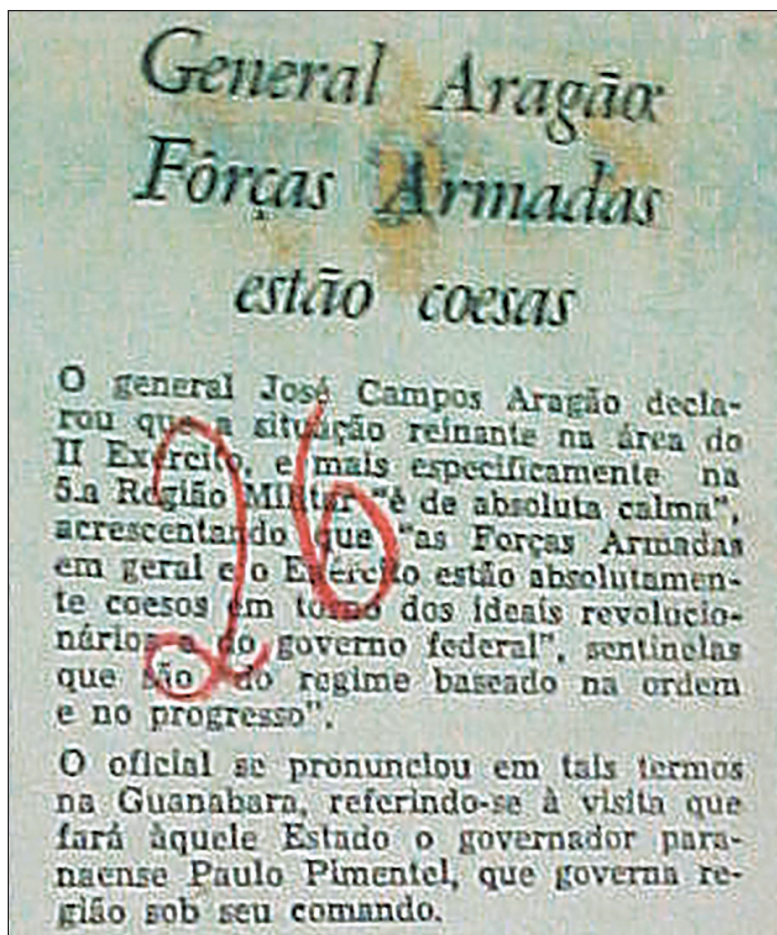 General Aragão:
Fôrças Armadas
estão coesas
O general José Campos Aragão decla-
rou que a situação reinante na área do
II Exército, e mais especificamente na
5.a Região Militar "é de absoluta calma",
acrescentando que "as Forças Armadas
em geral e o Exército estão absolutamen-
te coesos em torno dos ideais revolucio-
nários e do governo federal", sentinelas
que são "do regime baseado na ordem
e no progresso".
O oficial se pronunciou em tais termos
na Guanabara, referindo-se à visita que
fará àquele Estado o governador para-
naense Paulo Pimentel, que governa re-
gião sob seu comando.
26